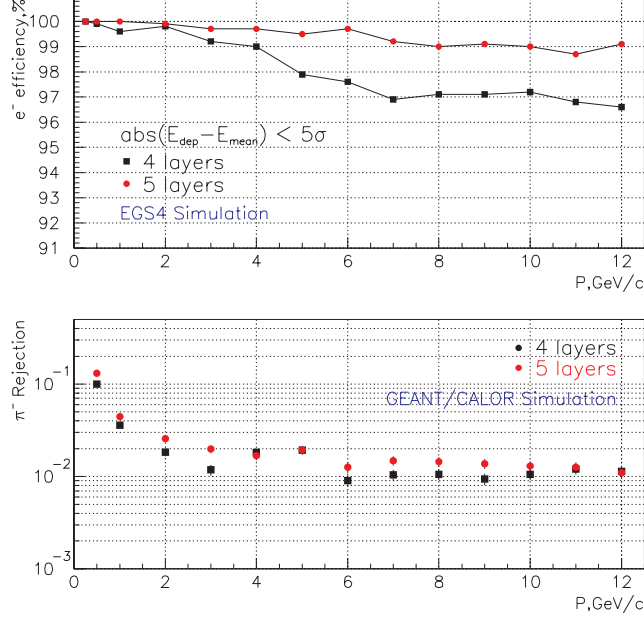 e⁻ efficiency,%
100
99
98
97
96
95
94
93
92
91
abs(E_dep−E_mean) < 5σ
4 layers
5 layers
EGS4 Simulation
0 2 4 6 8 10 12
P,GeV/c
π⁻ Rejection
10⁻¹
10⁻²
10⁻³
4 layers
5 layers
GEANT/CALOR Simulation
0 2 4 6 8 10 12
P,GeV/c